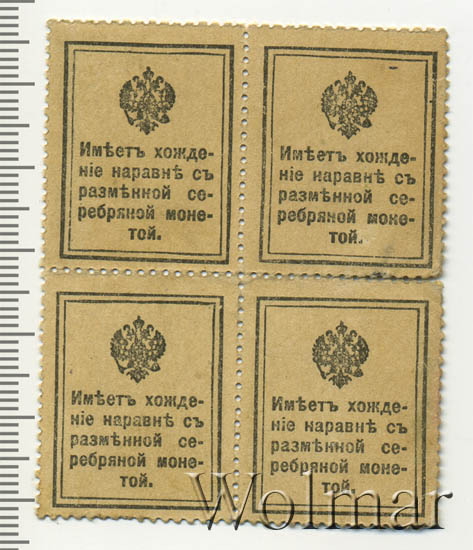 Имѣетъ хожде-
ніе наравнѣ съ
размѣнной се-
ребряной моне-
той.
Имѣетъ хожде-
ніе наравнѣ съ
размѣнной се-
ребряной моне-
той.
Имѣетъ хожде-
ніе наравнѣ съ
размѣнной се-
ребряной моне-
той.
Имѣетъ хожде-
ніе наравнѣ съ
размѣнной се-
ребряной моне-
той.
Wolmar